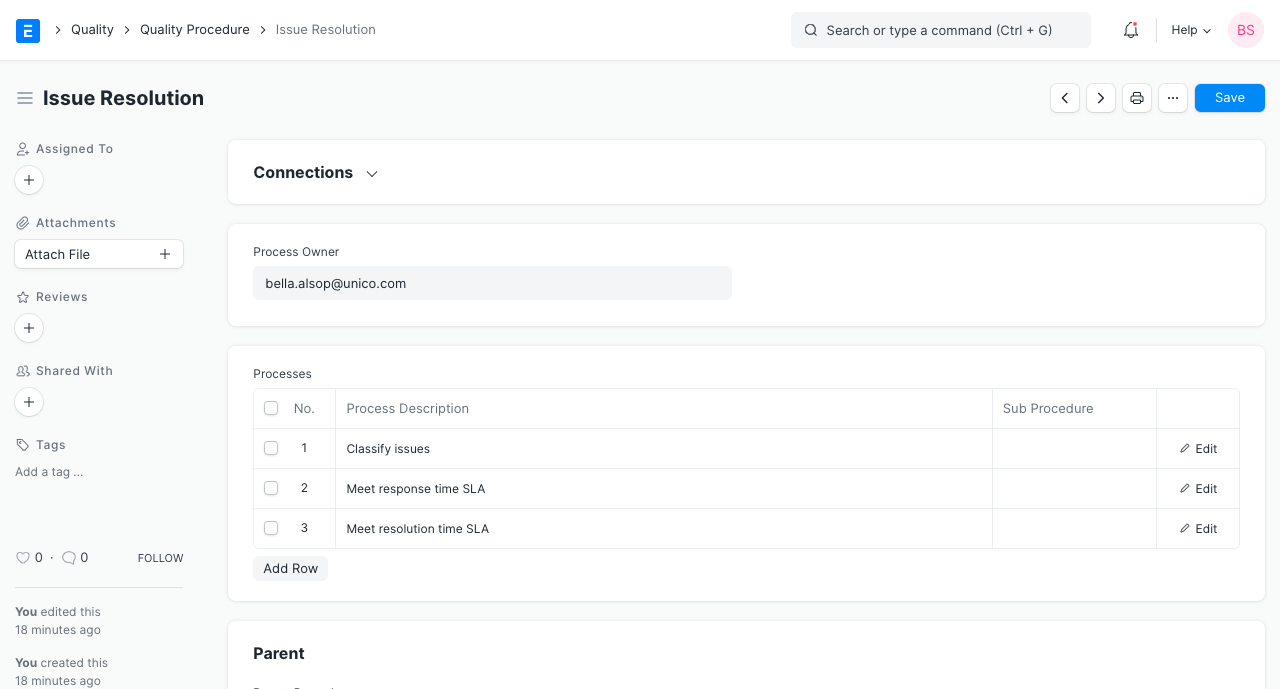 Quality
Quality Procedure
Issue Resolution
Search or type a command (Ctrl + G)
Help
BS
Issue Resolution
Save
Assigned To
Attachments
Attach File
Reviews
Shared With
Tags
Add a tag ...
0 · 0
FOLLOW
You edited this
18 minutes ago
You created this
18 minutes ago
Connections
Process Owner
bella.alsop@unico.com
Processes
No. Process Description Sub Procedure
1 Classify issues Edit
2 Meet response time SLA Edit
3 Meet resolution time SLA Edit
Add Row
Parent